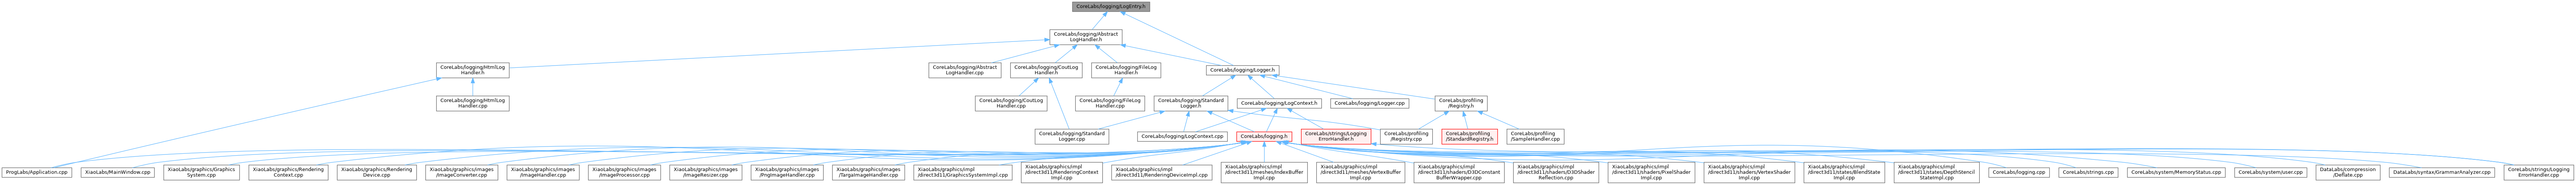 CoreLabs/logging/LogEntry.h
CoreLabs/logging/Abstract
LogHandler.h
CoreLabs/logging/HtmlLog
Handler.h
CoreLabs/logging/Abstract
LogHandler.cpp
CoreLabs/logging/CoutLog
Handler.h
CoreLabs/logging/FileLog
Handler.h
CoreLabs/logging/Logger.h
CoreLabs/logging/HtmlLog
Handler.cpp
CoreLabs/logging/CoutLog
Handler.cpp
CoreLabs/logging/FileLog
Handler.cpp
CoreLabs/logging/Standard
Logger.h
CoreLabs/logging/LogContext.h
CoreLabs/logging/Logger.cpp
CoreLabs/profiling
/Registry.h
CoreLabs/logging/Standard
Logger.cpp
CoreLabs/logging/LogContext.cpp
CoreLabs/logging.h
CoreLabs/strings/Logging
ErrorHandler.h
CoreLabs/profiling
/Registry.cpp
CoreLabs/profiling
/StandardRegistry.h
CoreLabs/profiling
/SampleHandler.cpp
ProgLabs/Application.cpp
XiaoLabs/MainWindow.cpp
XiaoLabs/graphics/Graphics
System.cpp
XiaoLabs/graphics/Rendering
Context.cpp
XiaoLabs/graphics/Rendering
Device.cpp
XiaoLabs/graphics/images
/ImageConverter.cpp
XiaoLabs/graphics/images
/ImageHandler.cpp
XiaoLabs/graphics/images
/ImageProcessor.cpp
XiaoLabs/graphics/images
/ImageResizer.cpp
XiaoLabs/graphics/images
/PngImageHandler.cpp
XiaoLabs/graphics/images
/TargaImageHandler.cpp
XiaoLabs/graphics/impl
/direct3d11/GraphicsSystemImpl.cpp
XiaoLabs/graphics/impl
/direct3d11/RenderingContext
Impl.cpp
XiaoLabs/graphics/impl
/direct3d11/RenderingDeviceImpl.cpp
XiaoLabs/graphics/impl
/direct3d11/meshes/IndexBuffer
Impl.cpp
XiaoLabs/graphics/impl
/direct3d11/meshes/VertexBuffer
Impl.cpp
XiaoLabs/graphics/impl
/direct3d11/shaders/D3DConstant
BufferWrapper.cpp
XiaoLabs/graphics/impl
/direct3d11/shaders/D3DShader
Reflection.cpp
XiaoLabs/graphics/impl
/direct3d11/shaders/PixelShader
Impl.cpp
XiaoLabs/graphics/impl
/direct3d11/shaders/VertexShader
Impl.cpp
XiaoLabs/graphics/impl
/direct3d11/states/BlendState
Impl.cpp
XiaoLabs/graphics/impl
/direct3d11/states/DepthStencil
StateImpl.cpp
CoreLabs/logging.cpp
CoreLabs/strings.cpp
CoreLabs/system/MemoryStatus.cpp
CoreLabs/system/user.cpp
DataLabs/compression
/Deflate.cpp
DataLabs/syntax/GrammarAnalyzer.cpp
CoreLabs/strings/Logging
ErrorHandler.cpp